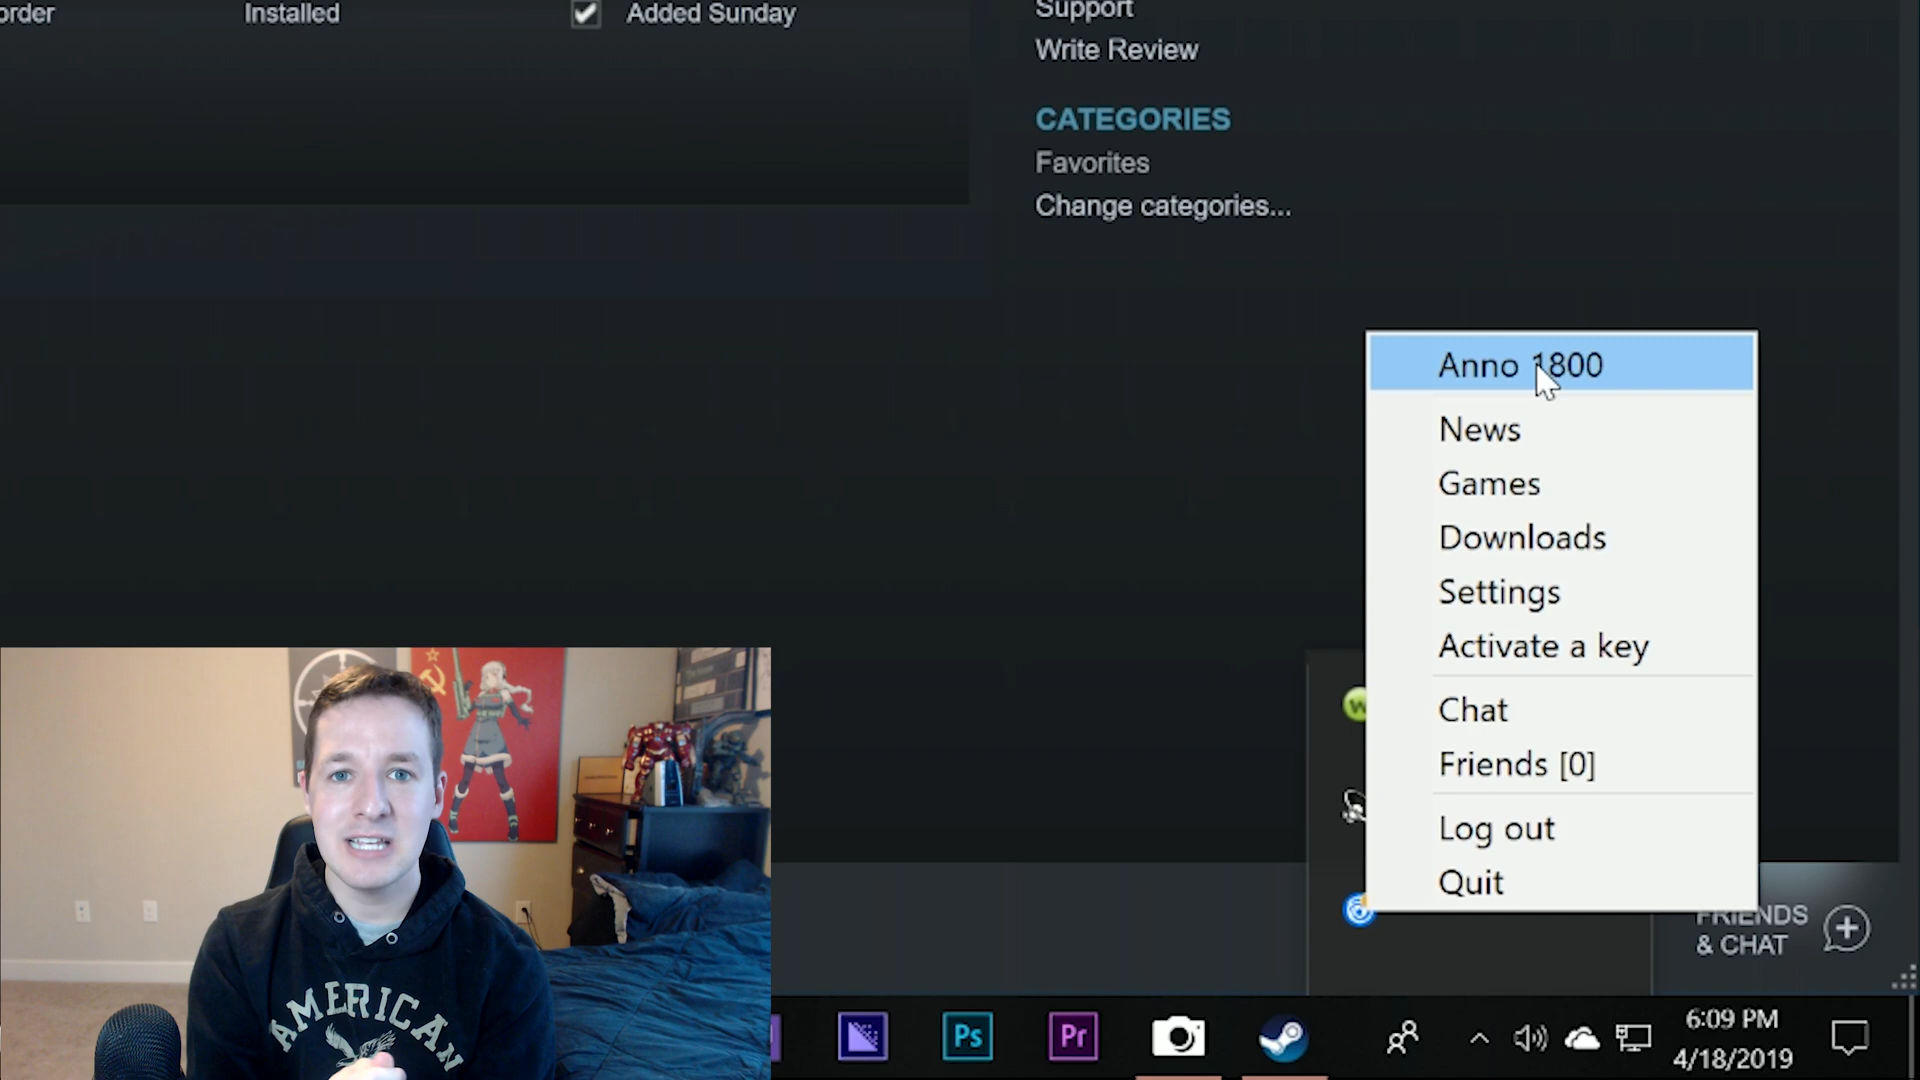 order
Installed
Added Sunday
Support
Write Review
CATEGORIES
Favorites
Change categories...
Anno 1800
News
Games
Downloads
Settings
Activate a key
Chat
Friends [0]
Log out
Quit
FRIENDS
& CHAT
AMERICAN
Ps
Pr
6:09 PM
4/18/2019